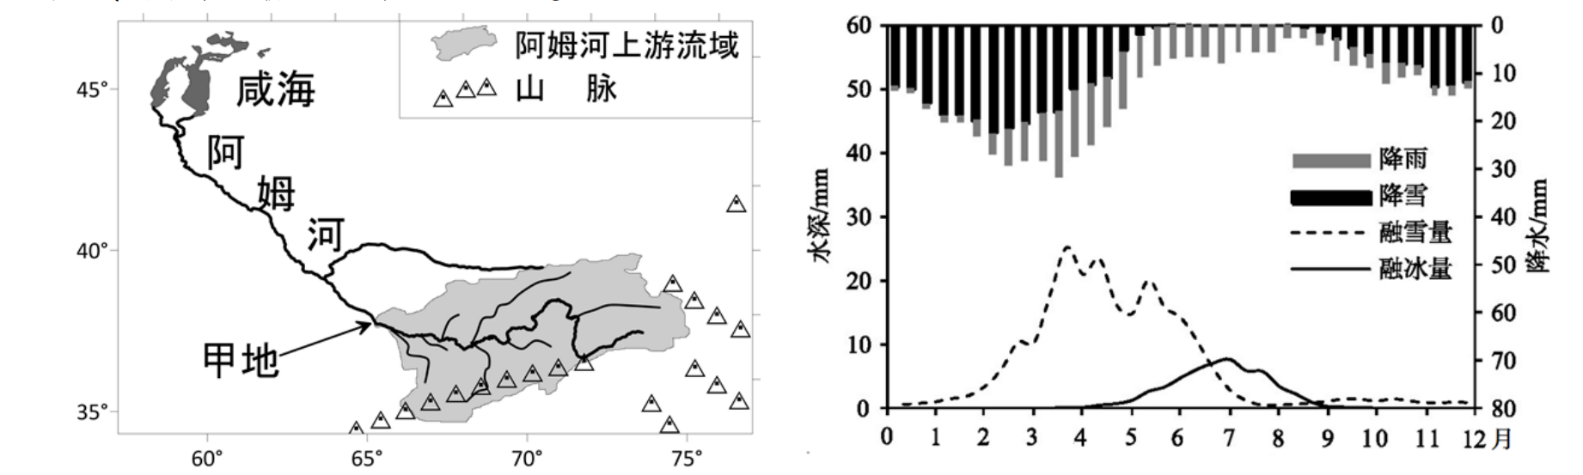 阿姆河上游流域
山 脉
咸海
阿
姆
河
甲地
45°
40°
35°
60°
65°
70°
75°
水深/mm
60
50
40
30
20
10
0
0
10
20
30
40
50
60
70
80
降水/mm
降雨
降雪
融雪量
融冰量
0 1 2 3 4 5 6 7 8 9 10 11 12 月